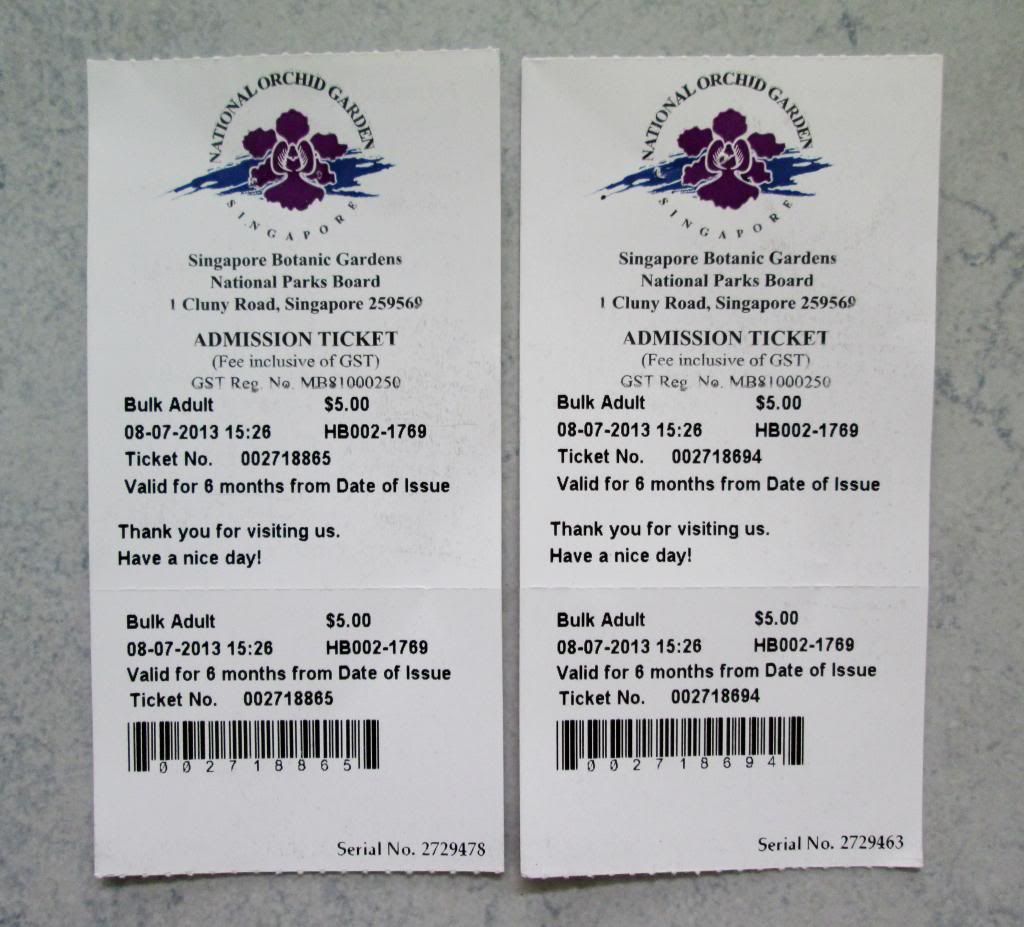 NATIONAL ORCHID GARDEN
SINGAPORE
Singapore Botanic Gardens
National Parks Board
1 Cluny Road, Singapore 259569
ADMISSION TICKET
(Fee inclusive of GST)
GST Reg. No. MB81000250
Bulk Adult $5.00
08-07-2013 15:26 HB002-1769
Ticket No. 002718865
Valid for 6 months from Date of Issue
Thank you for visiting us.
Have a nice day!
Bulk Adult $5.00
08-07-2013 15:26 HB002-1769
Valid for 6 months from Date of Issue
Ticket No. 002718865
002718865
Serial No. 2729478
NATIONAL ORCHID GARDEN
SINGAPORE
Singapore Botanic Gardens
National Parks Board
1 Cluny Road, Singapore 259569
ADMISSION TICKET
(Fee inclusive of GST)
GST Reg. No. MB81000250
Bulk Adult $5.00
08-07-2013 15:26 HB002-1769
Ticket No. 002718694
Valid for 6 months from Date of Issue
Thank you for visiting us.
Have a nice day!
Bulk Adult $5.00
08-07-2013 15:26 HB002-1769
Valid for 6 months from Date of Issue
Ticket No. 002718694
002718694
Serial No. 2729463